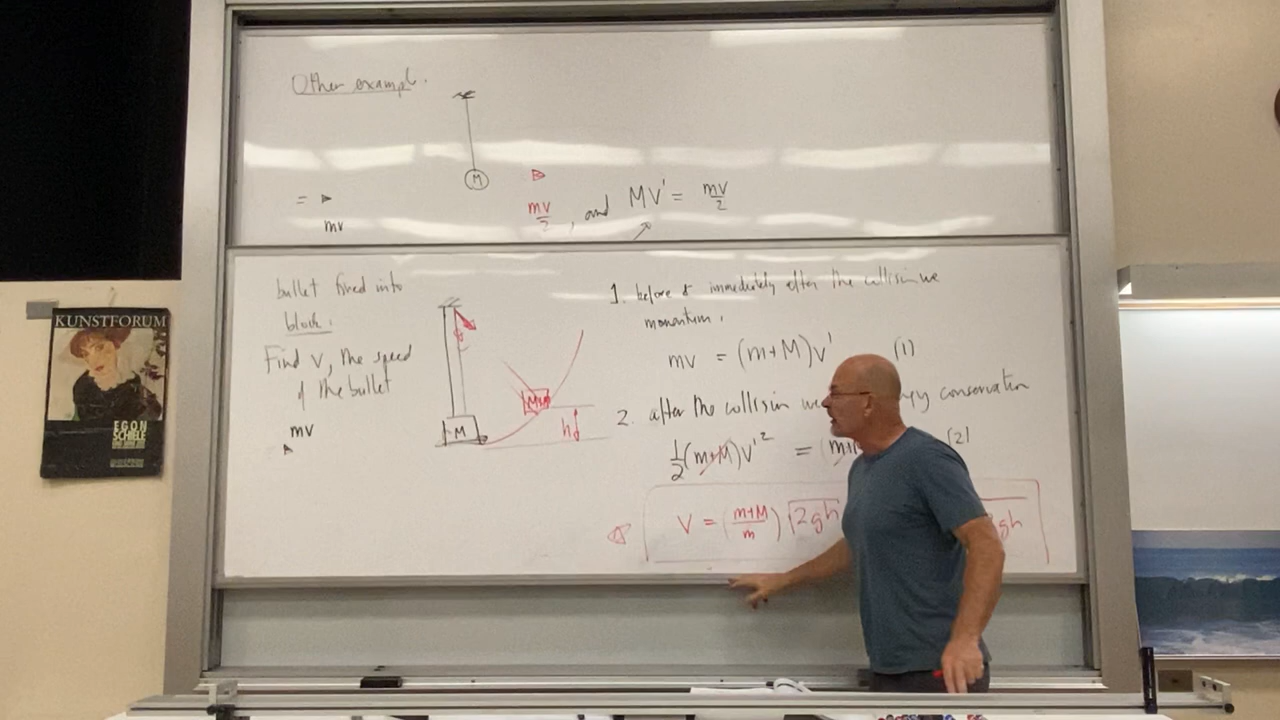 Other example.
M
mv
mv/2 , and MV' = mv/2
bullet fired into
block:
Find v, the speed
of the bullet
mv
M
M+m
h
1. before & immediately after the collision we
momentum.
mv = (m+M)v' (1)
2. after the collision we energy conservation
1/2(m+M)v'^2 = (m+ (2)
V = (m+M/m) √2gh
gh
KUNSTFORUM
EGON
SCHIELE